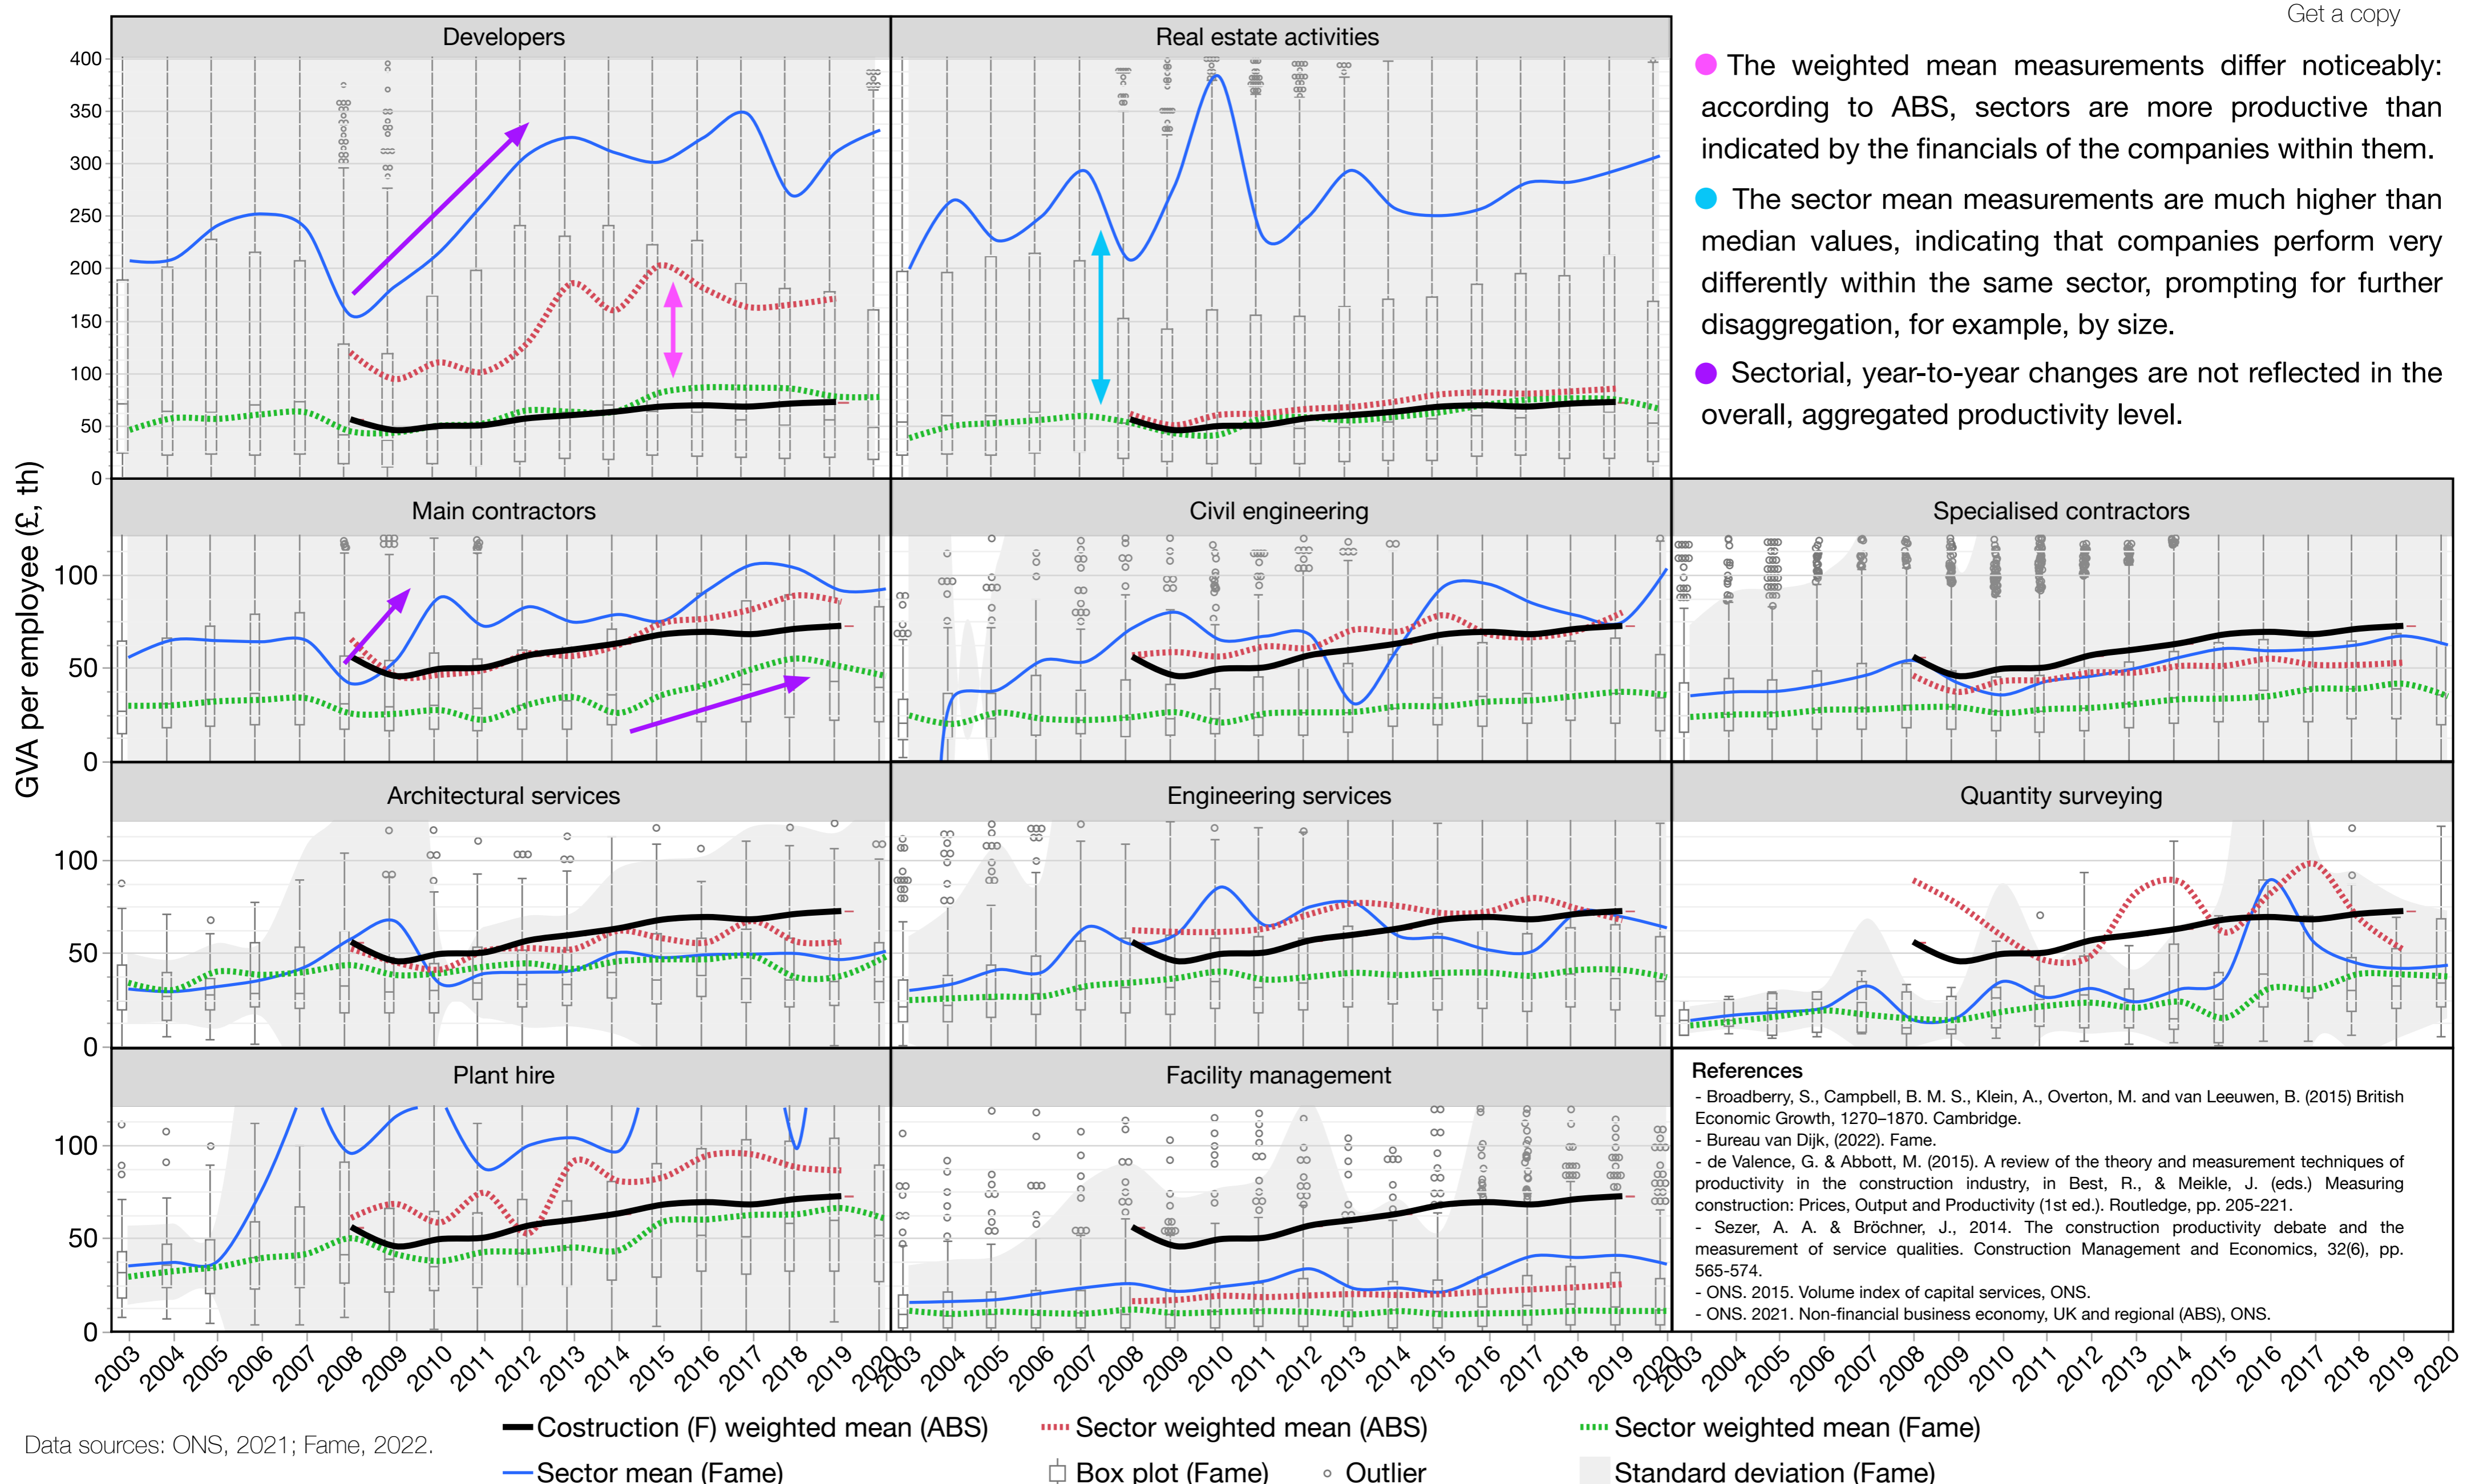 Get a copy
Developers
Real estate activities
400
350
300
250
200
150
100
50
0
The weighted mean measurements differ noticeably:
according to ABS, sectors are more productive than
indicated by the financials of the companies within them.
The sector mean measurements are much higher than
median values, indicating that companies perform very
differently within the same sector, prompting for further
disaggregation, for example, by size.
Sectorial, year-to-year changes are not reflected in the
overall, aggregated productivity level.
GVA per employee (£, th)
Main contractors
Civil engineering
Specialised contractors
100
50
0
Architectural services
Engineering services
Quantity surveying
100
50
0
Plant hire
Facility management
100
50
0
References
- Broadberry, S., Campbell, B. M. S., Klein, A., Overton, M. and van Leeuwen, B. (2015) British
Economic Growth, 1270–1870. Cambridge.
- Bureau van Dijk, (2022). Fame.
- de Valence, G. & Abbott, M. (2015). A review of the theory and measurement techniques of
productivity in the construction industry, in Best, R., & Meikle, J. (eds.) Measuring
construction: Prices, Output and Productivity (1st ed.). Routledge, pp. 205-221.
- Sezer, A. A. & Bröchner, J., 2014. The construction productivity debate and the
measurement of service qualities. Construction Management and Economics, 32(6), pp.
565-574.
- ONS. 2015. Volume index of capital services, ONS.
- ONS. 2021. Non-financial business economy, UK and regional (ABS), ONS.
2003 2004 2005 2006 2007 2008 2009 2010 2011 2012 2013 2014 2015 2016 2017 2018 2019 2020
2003 2004 2005 2006 2007 2008 2009 2010 2011 2012 2013 2014 2015 2016 2017 2018 2019 2020
2003 2004 2005 2006 2007 2008 2009 2010 2011 2012 2013 2014 2015 2016 2017 2018 2019 2020
Data sources: ONS, 2021; Fame, 2022.
Costruction (F) weighted mean (ABS)
Sector weighted mean (ABS)
Sector weighted mean (Fame)
Sector mean (Fame)
Box plot (Fame)
Outlier
Standard deviation (Fame)